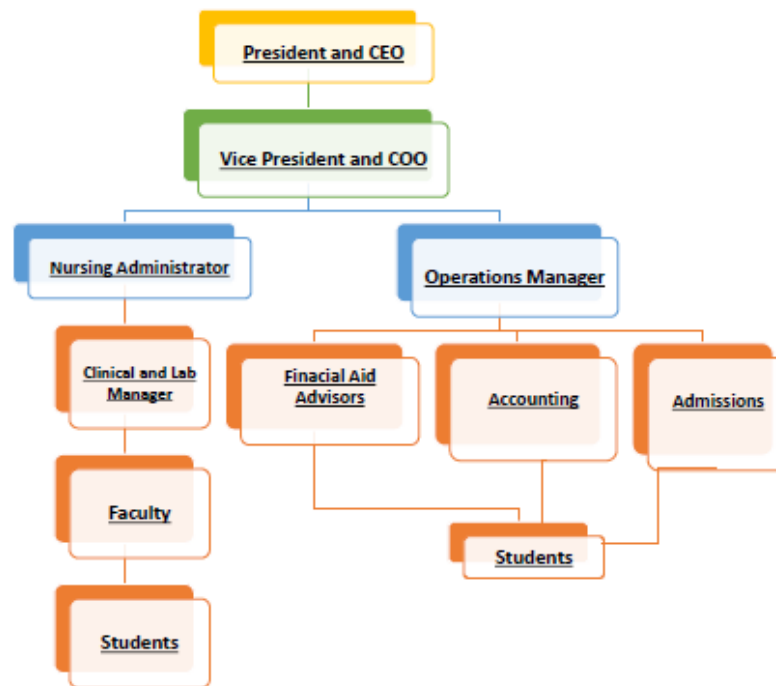 President and CEO
Vice President and COO
Nursing Administrator
Operations Manager
Clinical and Lab
Manager
Finacial Aid
Advisors
Accounting
Admissions
Faculty
Students
Students